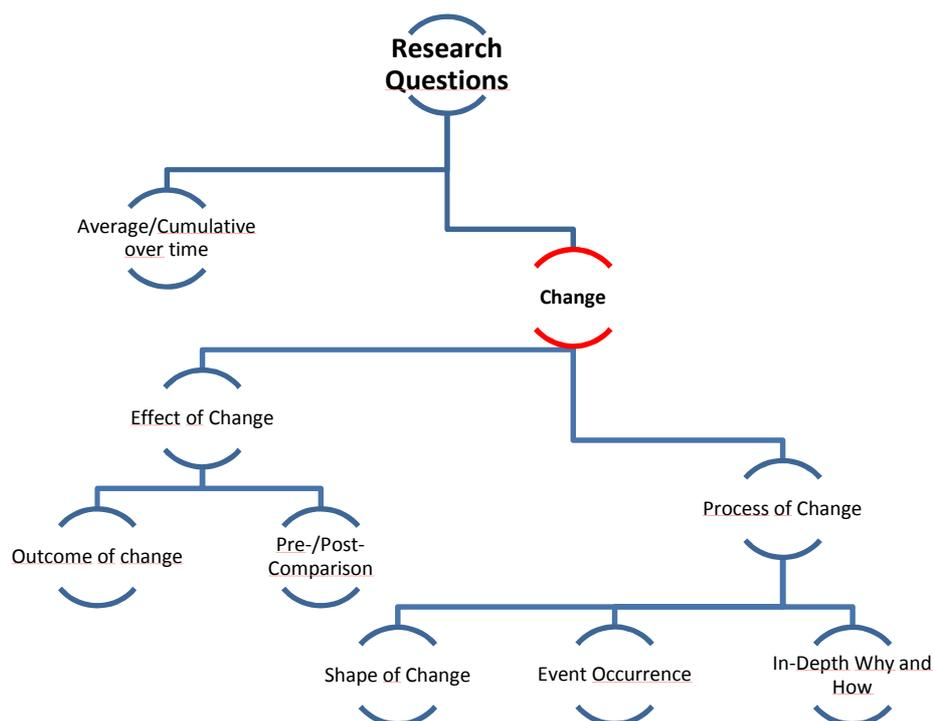 Research
Questions
Average/Cumulative
over time
Change
Effect of Change
Process of Change
Outcome of change
Pre-/Post-
Comparison
Shape of Change
Event Occurrence
In-Depth Why and
How